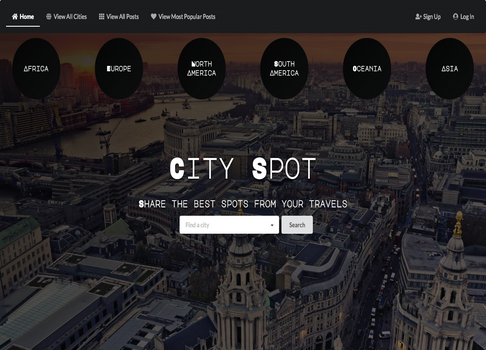 Home View All Cities View All Posts View Most Popular Posts Sign Up Log In
AFRICA EUROPE NORTH AMERICA SOUTH AMERICA OCEANIA ASIA
CITY SPOT
SHARE THE BEST SPOTS FROM YOUR TRAVELS
Find a city Search